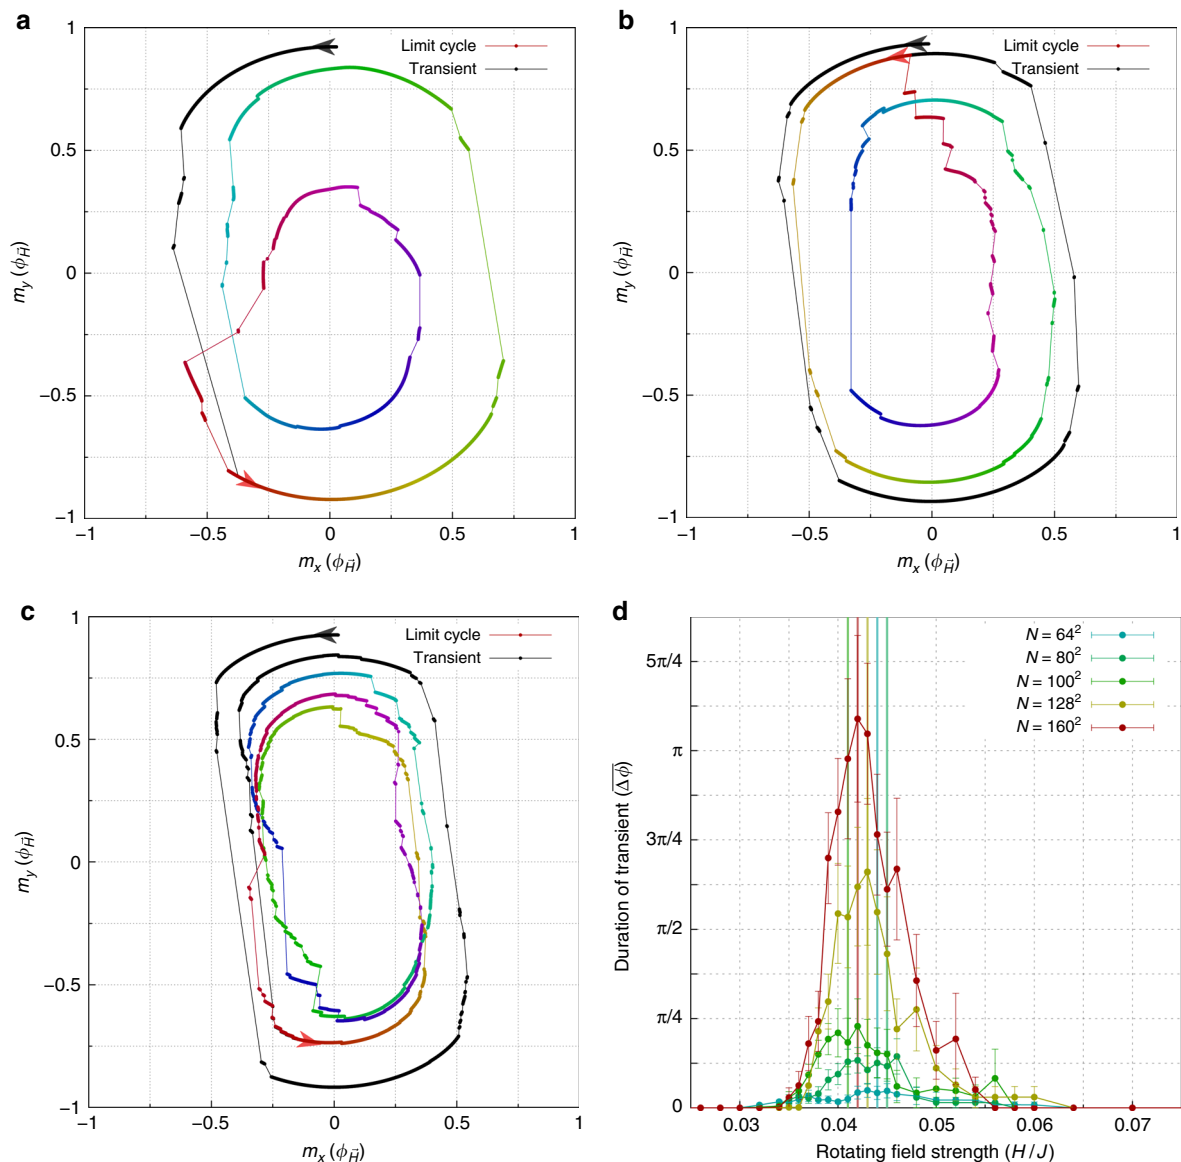 a
1
0.5
0
−0.5
−1
−1
−0.5
0
0.5
1
m_y (ϕ_H⃗)
m_x (ϕ_H⃗)
Limit cycle
Transient
b
1
0.5
0
−0.5
−1
−1
−0.5
0
0.5
1
m_y (ϕ_H⃗)
m_x (ϕ_H⃗)
Limit cycle
Transient
c
1
0.5
0
−0.5
−1
−1
−0.5
0
0.5
1
m_y (ϕ_H⃗)
m_x (ϕ_H⃗)
Limit cycle
Transient
d
5π/4
π
3π/4
π/2
π/4
0
0.03
0.04
0.05
0.06
0.07
Duration of transient (Δ̅ϕ̅)
Rotating field strength (H/J)
N = 64²
N = 80²
N = 100²
N = 128²
N = 160²